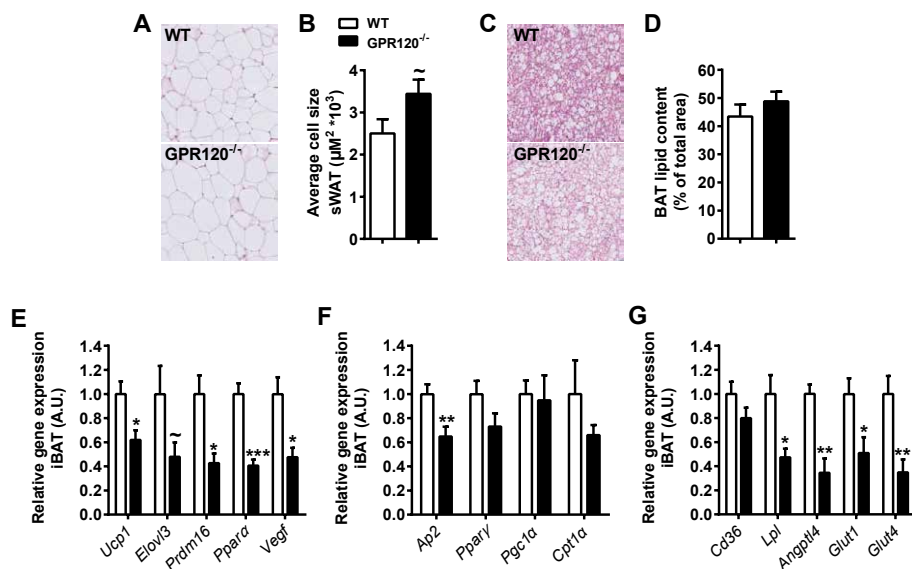 A
WT
GPR120-/-
B
WT
GPR120-/-
Average cell size
sWAT (µM2 *103)
4
3
2
1
0
~
C
WT
GPR120-/-
D
BAT lipid content
(% of total area)
60
50
40
30
20
10
0
E
Relative gene expression
iBAT (A.U.)
1.4
1.2
1.0
0.8
0.6
0.4
0.2
0.0
*
~
*
***
*
Ucp1
Elovl3
Prdm16
Pparα
Vegf
F
Relative gene expression
iBAT (A.U.)
1.4
1.2
1.0
0.8
0.6
0.4
0.2
0.0
**
Ap2
Pparγ
Pgc1α
Cpt1α
G
Relative gene expression
iBAT (A.U.)
1.4
1.2
1.0
0.8
0.6
0.4
0.2
0.0
*
**
*
**
Cd36
Lpl
Angptl4
Glut1
Glut4